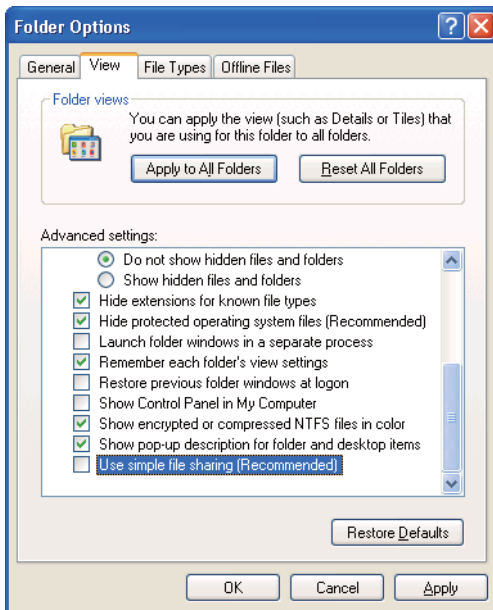 Folder Options
General View File Types Offline Files
Folder views
You can apply the view (such as Details or Tiles) that
you are using for this folder to all folders.
Apply to All Folders Reset All Folders
Advanced settings:
Do not show hidden files and folders
Show hidden files and folders
Hide extensions for known file types
Hide protected operating system files (Recommended)
Launch folder windows in a separate process
Remember each folder's view settings
Restore previous folder windows at logon
Show Control Panel in My Computer
Show encrypted or compressed NTFS files in color
Show pop-up description for folder and desktop items
Use simple file sharing (Recommended)
Restore Defaults
OK Cancel Apply